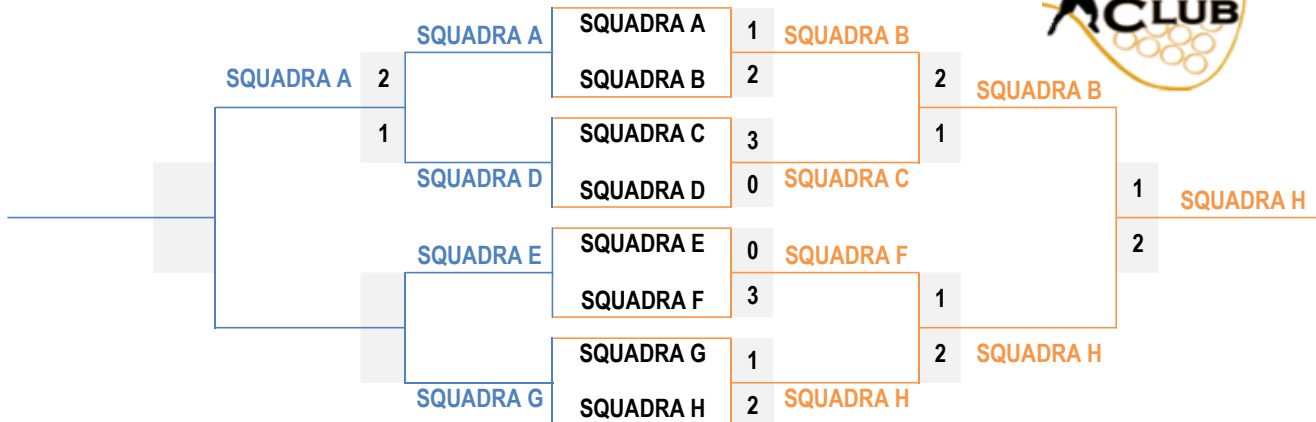 CLUB
SQUADRA A SQUADRA A 1 SQUADRA B
SQUADRA A 2 SQUADRA B 2 2 SQUADRA B
1 SQUADRA C 3 1
SQUADRA D SQUADRA D 0 SQUADRA C 1 SQUADRA H
SQUADRA E SQUADRA E 0 SQUADRA F 2
SQUADRA F 3 1
SQUADRA G 1 2 SQUADRA H
SQUADRA G SQUADRA H 2 SQUADRA H